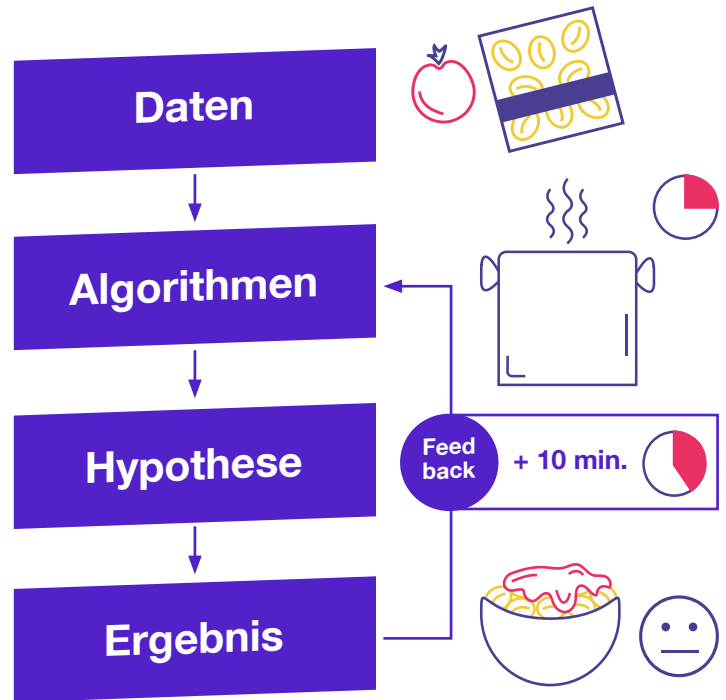 Daten
Algorithmen
Hypothese
Feed
back
+ 10 min.
Ergebnis